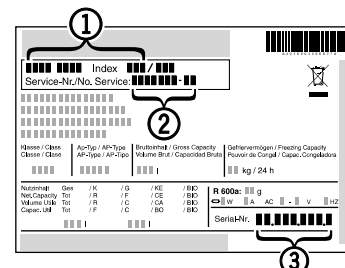 1
Index /
Service-Nr./No. Service: -
2
Klasse / Class Ap-Typ / AP-Type Bruttoinhalt / Gross Capacity Gefriervermögen / Freezing Capacity
Classe / Clase AP-Type / AP-Tipo Volume Brut / Capacidad Bruta Pouvoir de Congel / Capac. Congeladora
l kg / 24 h
Nutzinhalt Ges / K / G / KE / BIO
Net.Capacity Tot / R / F / CE / BIO
Volume Utile Tot / R / C / CA / BIO
Capac. Util Tot / F / C / BO / BIO
l l
R 600a: g
W A AC - V HZ
Serial-Nr.
3